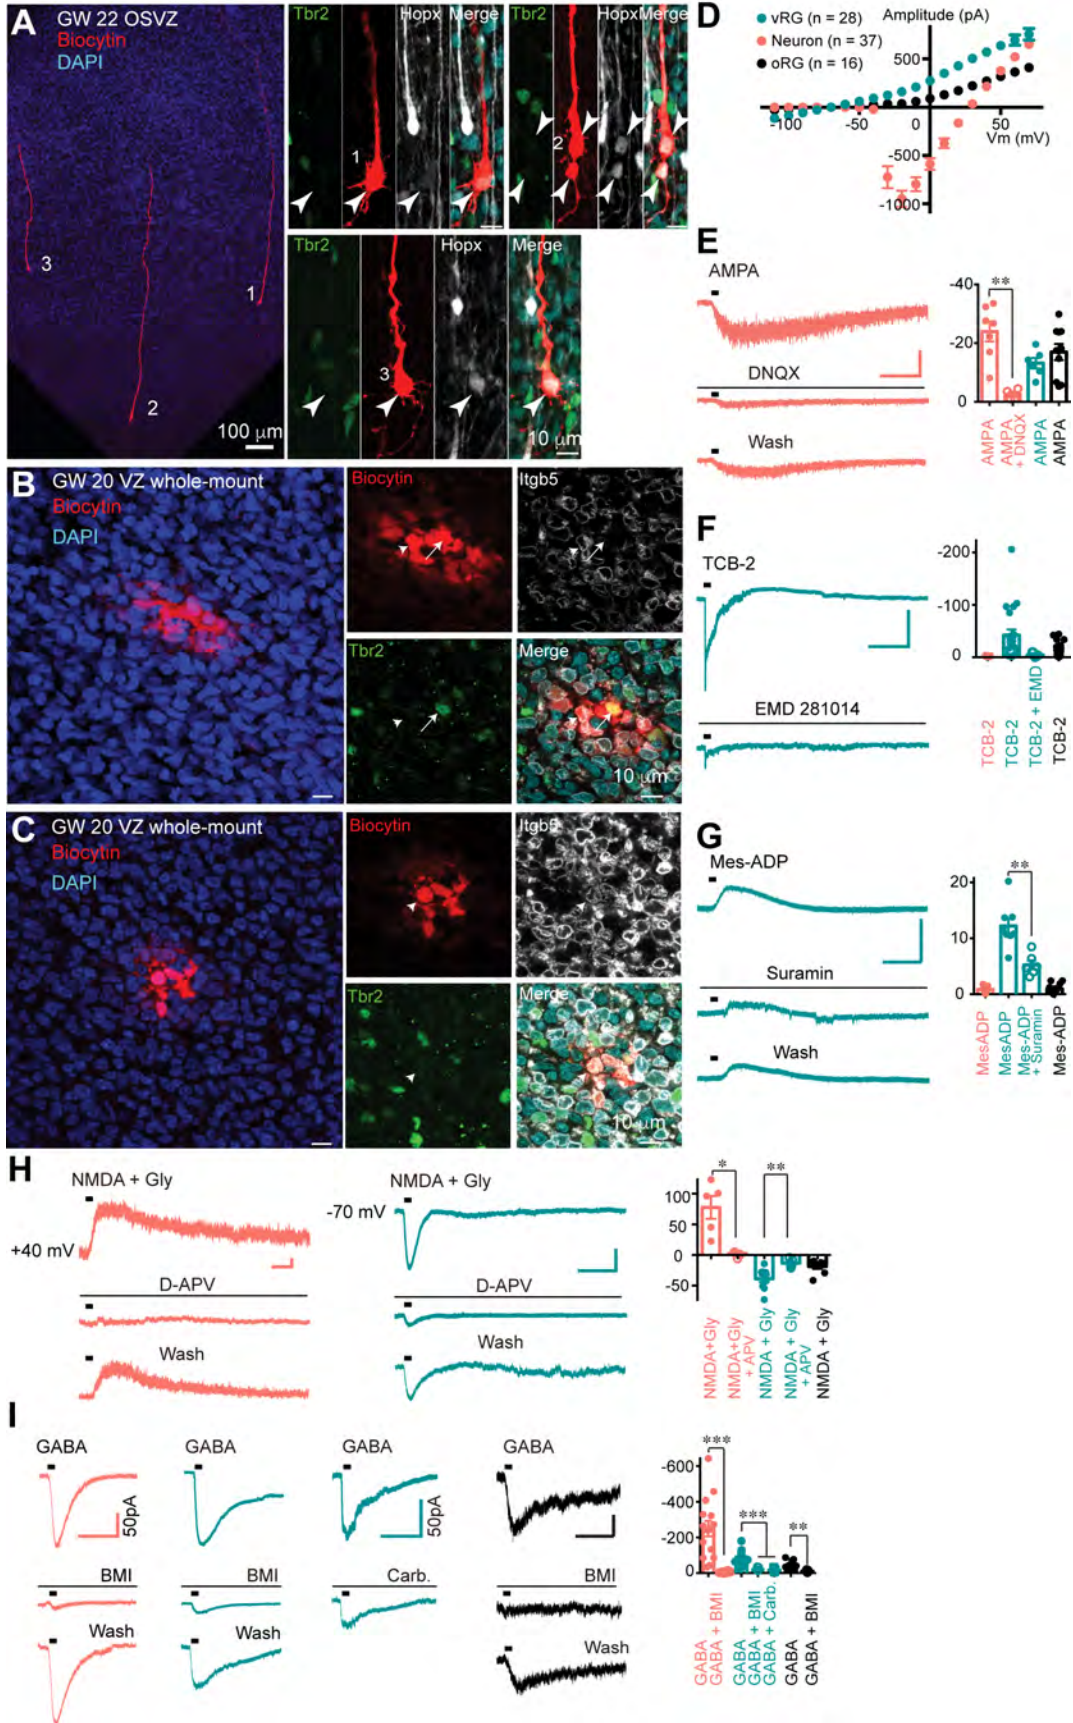 A
GW 22 OSVZ
Biocytin
DAPI
3
1
2
100 µm
Tbr2
Hopx
Merge
1
Tbr2
Hopx
Merge
2
Tbr2
Hopx
Merge
3
10 µm
B
GW 20 VZ whole-mount
Biocytin
DAPI
Biocytin
Itgb5
Tbr2
Merge
10 µm
C
GW 20 VZ whole-mount
Biocytin
DAPI
Biocytin
Itgb5
Tbr2
Merge
10 µm
D
vRG (n = 28)
Neuron (n = 37)
oRG (n = 16)
Amplitude (pA)
500
-100
-50
0
50
Vm (mV)
-500
-1000
E
AMPA
DNQX
Wash
-40
-20
0
AMPA
AMPA
+ DNQX
AMPA
AMPA
**
F
TCB-2
EMD 281014
-200
-100
0
TCB-2
TCB-2
TCB-2 + EMD
TCB-2
G
Mes-ADP
Suramin
Wash
20
10
0
**
MesADP
MesADP
Mes-ADP
+ Suramin
Mes-ADP
H
NMDA + Gly
+40 mV
NMDA + Gly
-70 mV
D-APV
Wash
Wash
100
50
0
-50
*
**
NMDA+Gly
NMDA+Gly
+ APV
NMDA + Gly
NMDA + Gly
+ APV
NMDA + Gly
I
GABA
GABA
GABA
GABA
50pA
50pA
BMI
BMI
Carb.
BMI
Wash
Wash
Wash
-600
-400
-200
0
***
***
**
GABA
GABA + BMI
GABA
GABA + BMI
GABA + Carb.
GABA
GABA + BMI